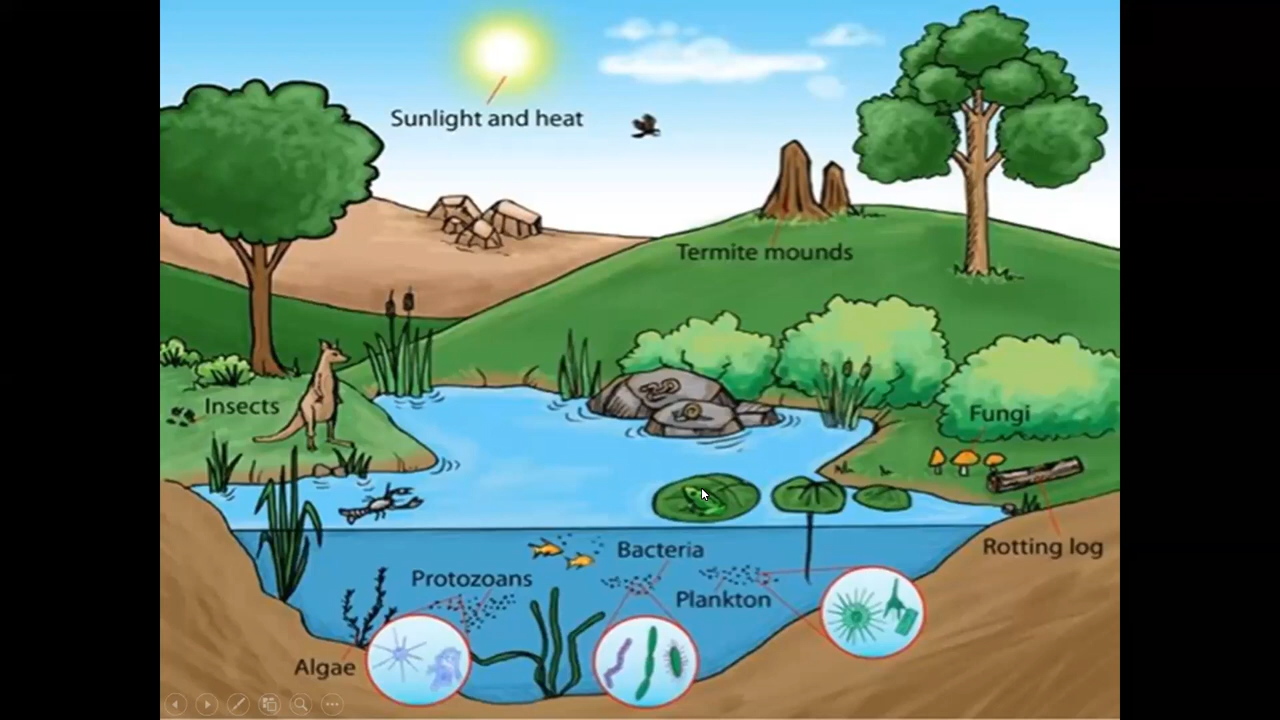 Sunlight and heat
Termite mounds
Insects
Fungi
Rotting log
Bacteria
Protozoans
Plankton
Algae